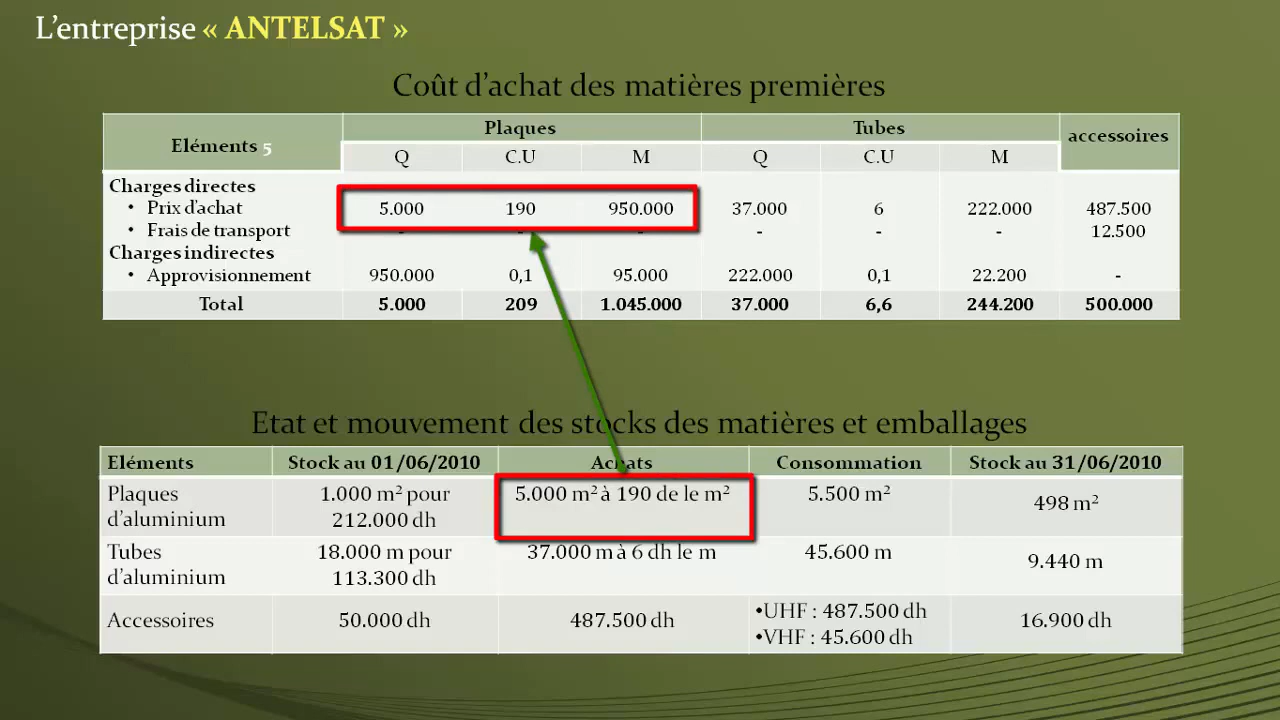 L'entreprise « ANTELSAT »
Coût d'achat des matières premières
Eléments 5 Plaques Tubes accessoires
Q C.U M Q C.U M
Charges directes
• Prix d'achat 5.000 190 950.000 37.000 6 222.000 487.500
• Frais de transport - - - - - - 12.500
Charges indirectes
• Approvisionnement 950.000 0,1 95.000 222.000 0,1 22.200 -
Total 5.000 209 1.045.000 37.000 6,6 244.200 500.000
Etat et mouvement des stocks des matières et emballages
Eléments Stock au 01/06/2010 Achats Consommation Stock au 31/06/2010
Plaques d'aluminium 1.000 m² pour 212.000 dh 5.000 m² à 190 de le m² 5.500 m² 498 m²
Tubes d'aluminium 18.000 m pour 113.300 dh 37.000 m à 6 dh le m 45.600 m 9.440 m
Accessoires 50.000 dh 487.500 dh •UHF : 487.500 dh •VHF : 45.600 dh 16.900 dh